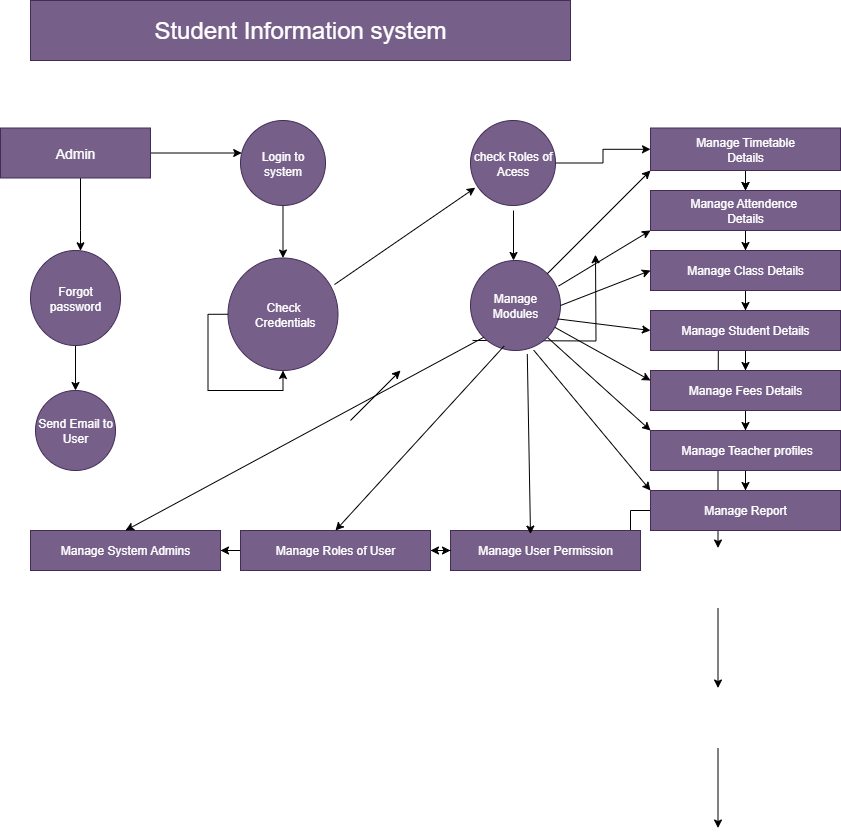 Student Information system
Admin
Login to
system
check Roles of
Acess
Manage Timetable
Details
Manage Attendence
Details
Manage Class Details
Forgot
password
Check
Credentials
Manage
Modules
Manage Student Details
Manage Fees Details
Send Email to
User
Manage Teacher profiles
Manage Report
Manage System Admins
Manage Roles of User
Manage User Permission